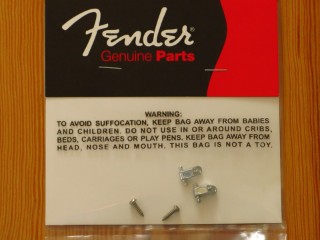 Fender
Genuine Parts
WARNING:
TO AVOID SUFFOCATION, KEEP BAG AWAY FROM BABIES
AND CHILDREN. DO NOT USE IN OR AROUND CRIBS,
BEDS, CARRIAGES OR PLAY PENS. KEEP BAG AWAY FROM
HEAD, NOSE AND MOUTH. THIS BAG IS NOT A TOY.